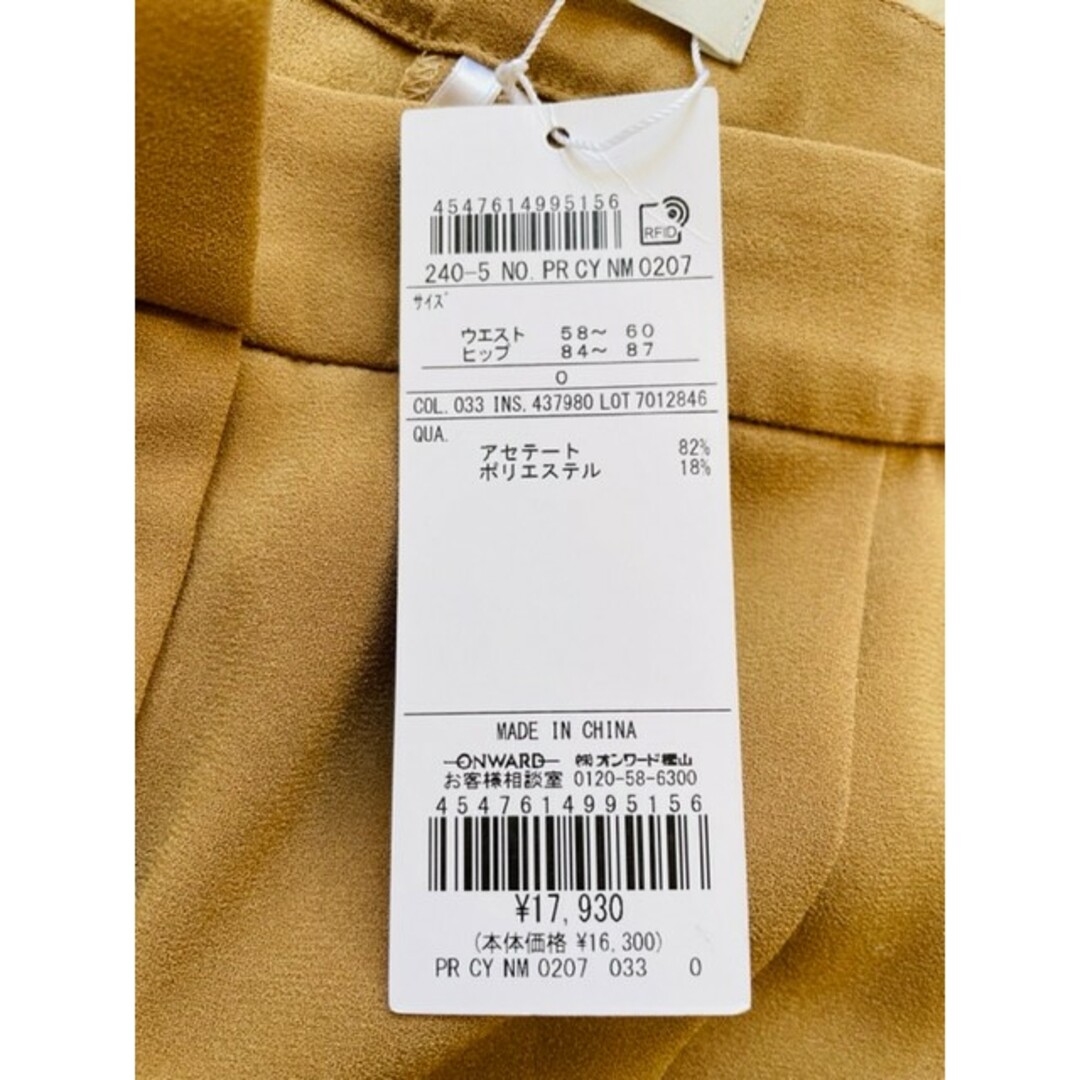 4547614995156
RFID
240-5 NO. PR CY NM 0207
サイズ
ウエスト 58～ 60
ヒップ 84～ 87
0
COL. 033 INS. 437980 LOT 7012846
QUA.
アセテート 82%
ポリエステル 18%
MADE IN CHINA
ONWARD ㈱オンワード樫山
お客様相談室 0120-58-6300
4547614995156
¥17,930
(本体価格 ¥16,300)
PR CY NM 0207 033 0